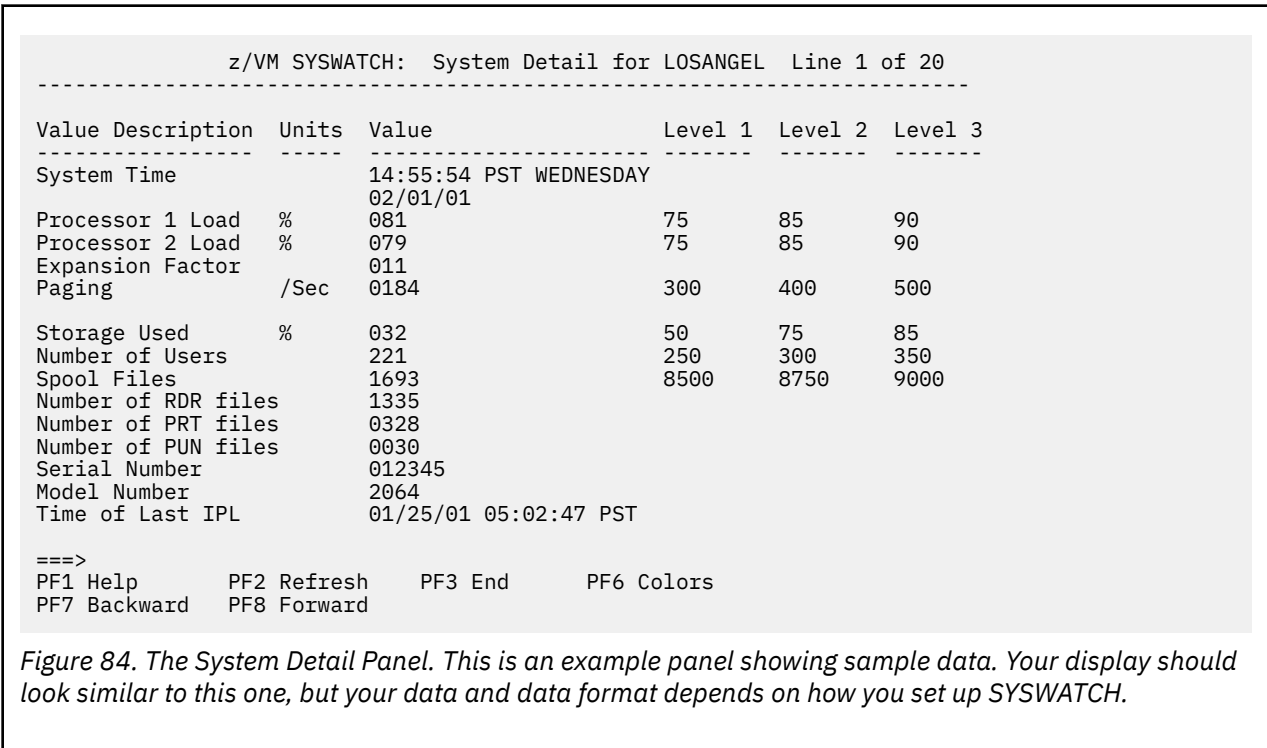 z/VM SYSWATCH:  System Detail for LOSANGEL  Line 1 of 20
-------------------------------------------------------------------------
Value Description  Units  Value                   Level 1  Level 2  Level 3
-----------------  -----  ----------------------  -------  -------  -------
System Time               14:55:54 PST WEDNESDAY
                          02/01/01
Processor 1 Load   %      081                     75       85       90
Processor 2 Load   %      079                     75       85       90
Expansion Factor          011
Paging             /Sec   0184                    300      400      500
Storage Used       %      032                     50       75       85
Number of Users           221                     250      300      350
Spool Files               1693                    8500     8750     9000
Number of RDR files       1335
Number of PRT files       0328
Number of PUN files       0030
Serial Number             012345
Model Number              2064
Time of Last IPL          01/25/01 05:02:47 PST
===>
PF1 Help       PF2 Refresh    PF3 End      PF6 Colors
PF7 Backward   PF8 Forward
Figure 84. The System Detail Panel. This is an example panel showing sample data. Your display should
look similar to this one, but your data and data format depends on how you set up SYSWATCH.